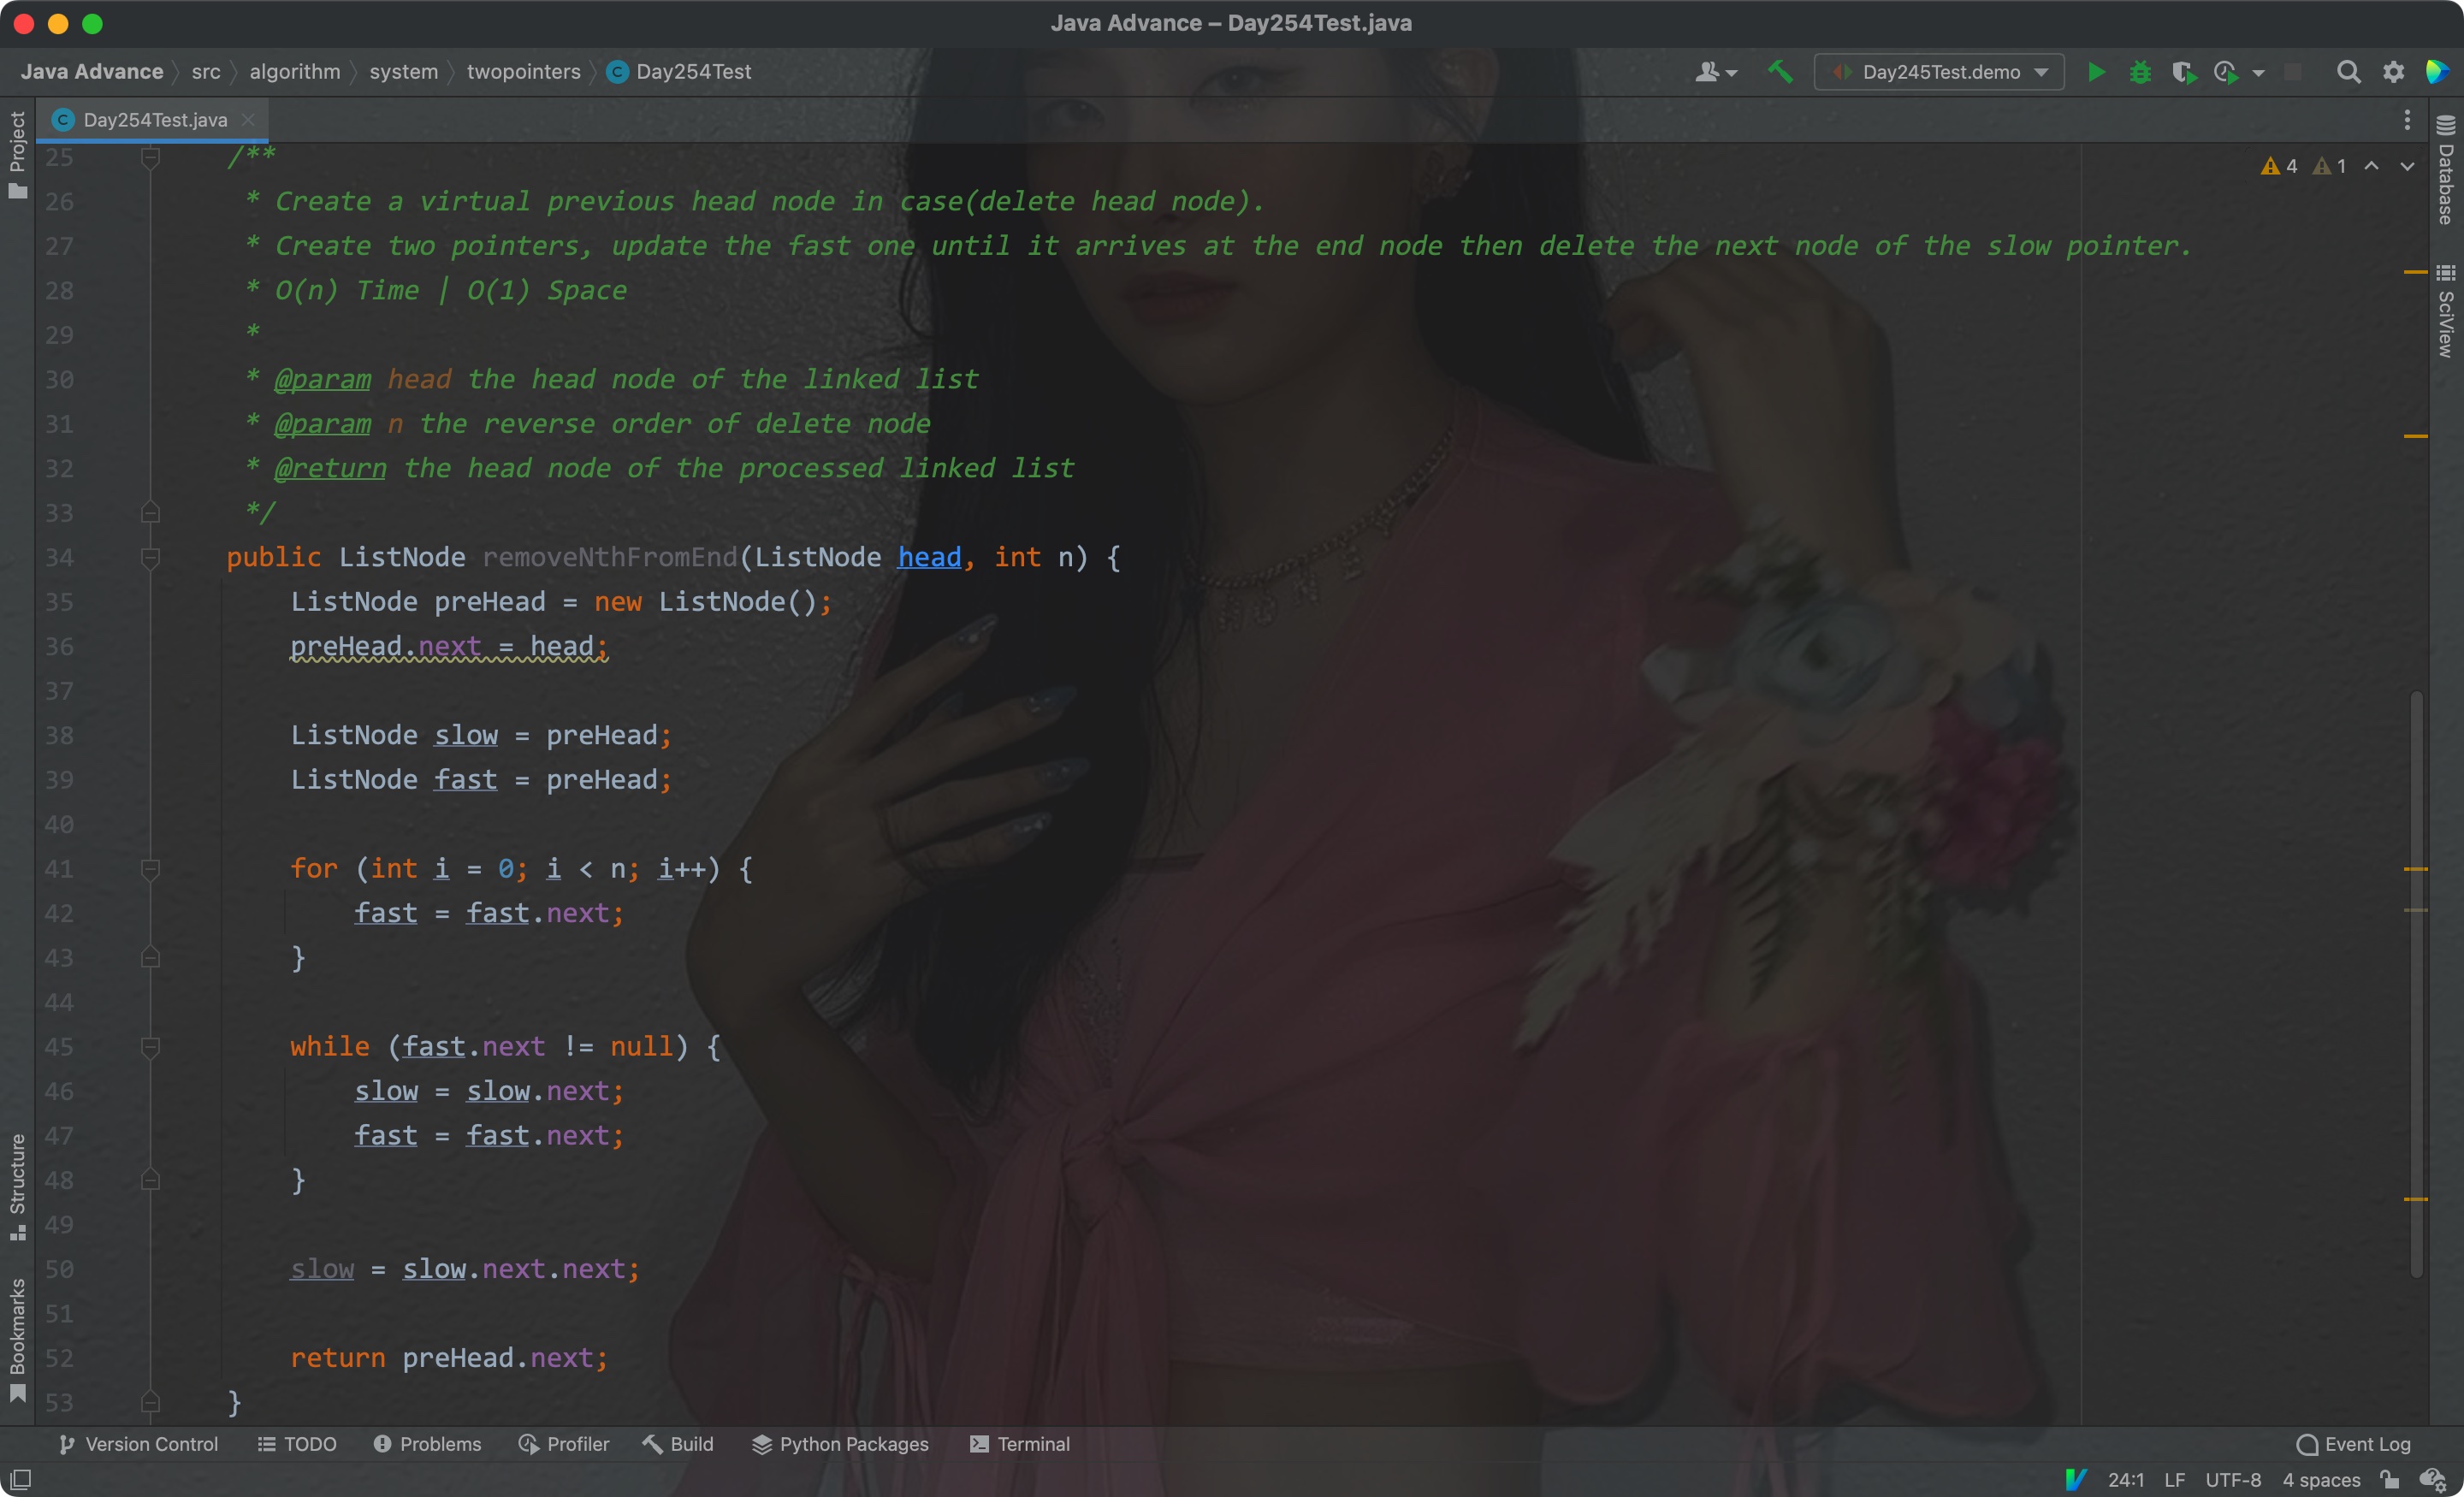 Java Advance – Day254Test.java
Java Advance src algorithm system twopointers Day254Test
Day245Test.demo
Day254Test.java
4 1
Project
Structure
Bookmarks
Database
SciView
25 /**
26 * Create a virtual previous head node in case(delete head node).
27 * Create two pointers, update the fast one until it arrives at the end node then delete the next node of the slow pointer.
28 * O(n) Time | O(1) Space
29 *
30 * @param head the head node of the linked list
31 * @param n the reverse order of delete node
32 * @return the head node of the processed linked list
33 */
34 public ListNode removeNthFromEnd(ListNode head, int n) {
35 ListNode preHead = new ListNode();
36 preHead.next = head;
37
38 ListNode slow = preHead;
39 ListNode fast = preHead;
40
41 for (int i = 0; i < n; i++) {
42 fast = fast.next;
43 }
44
45 while (fast.next != null) {
46 slow = slow.next;
47 fast = fast.next;
48 }
49
50 slow = slow.next.next;
51
52 return preHead.next;
53 }
Version Control TODO Problems Profiler Build Python Packages Terminal Event Log
24:1 LF UTF-8 4 spaces